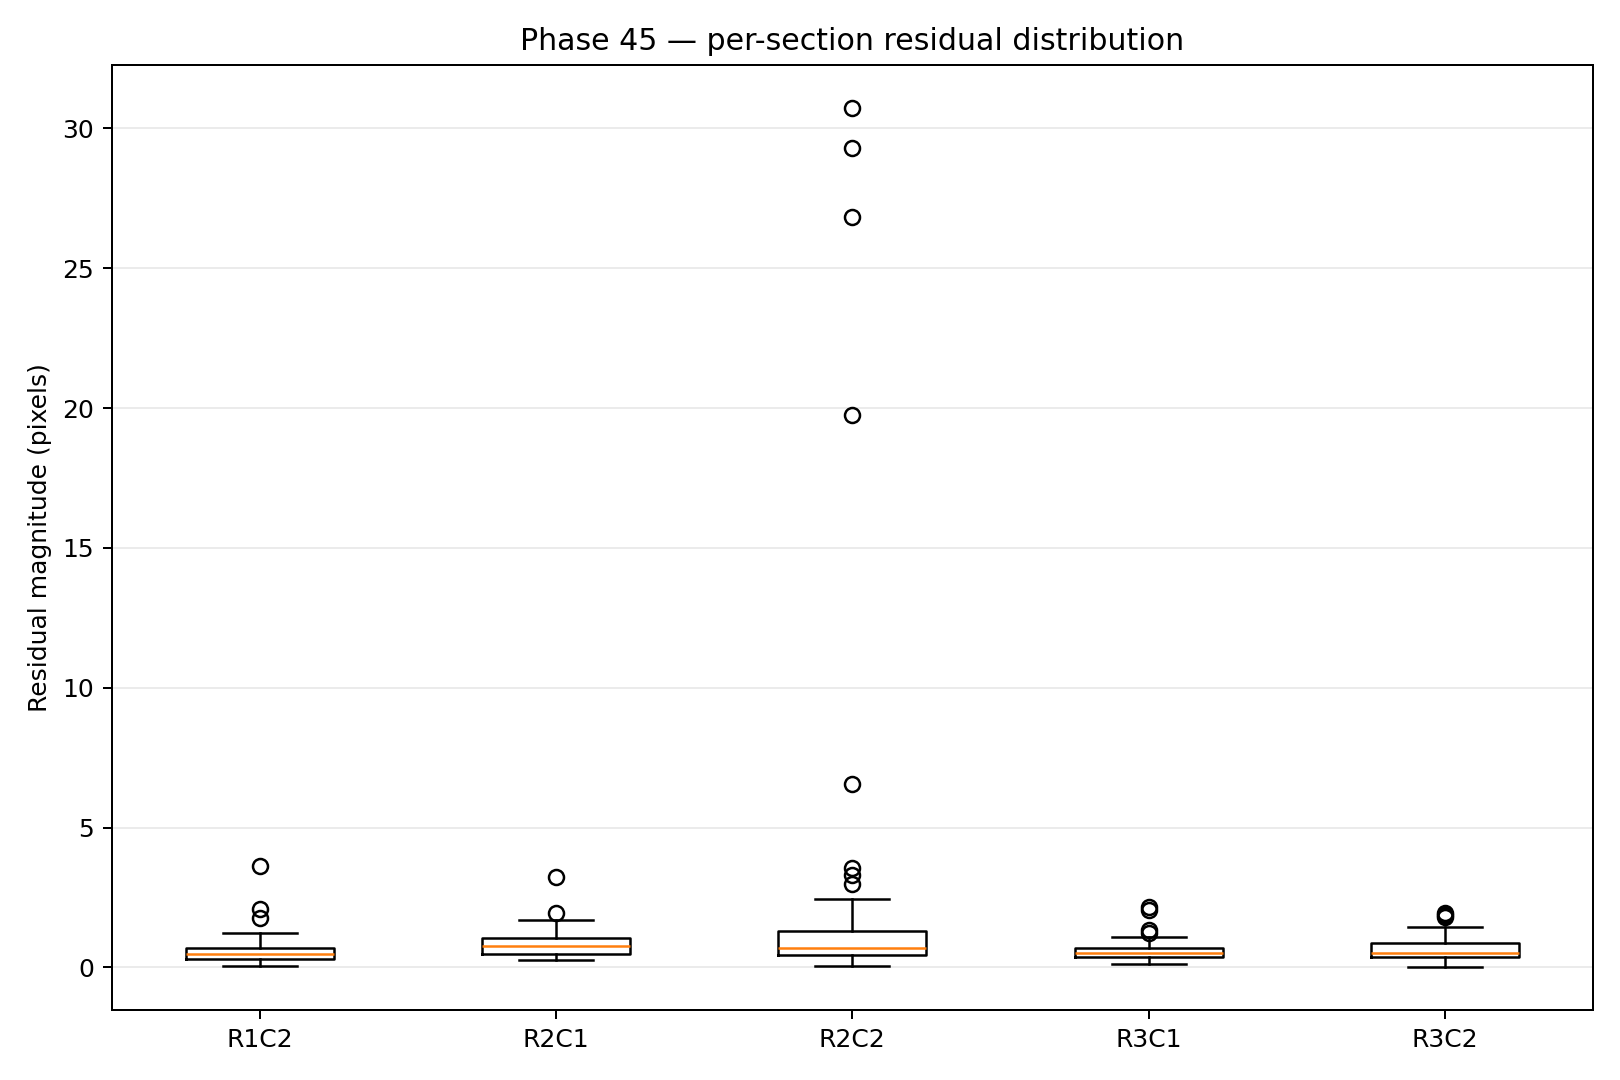 Phase 45 — per-section residual distribution
Residual magnitude (pixels)
30
25
20
15
10
5
0
R1C2 R2C1 R2C2 R3C1 R3C2